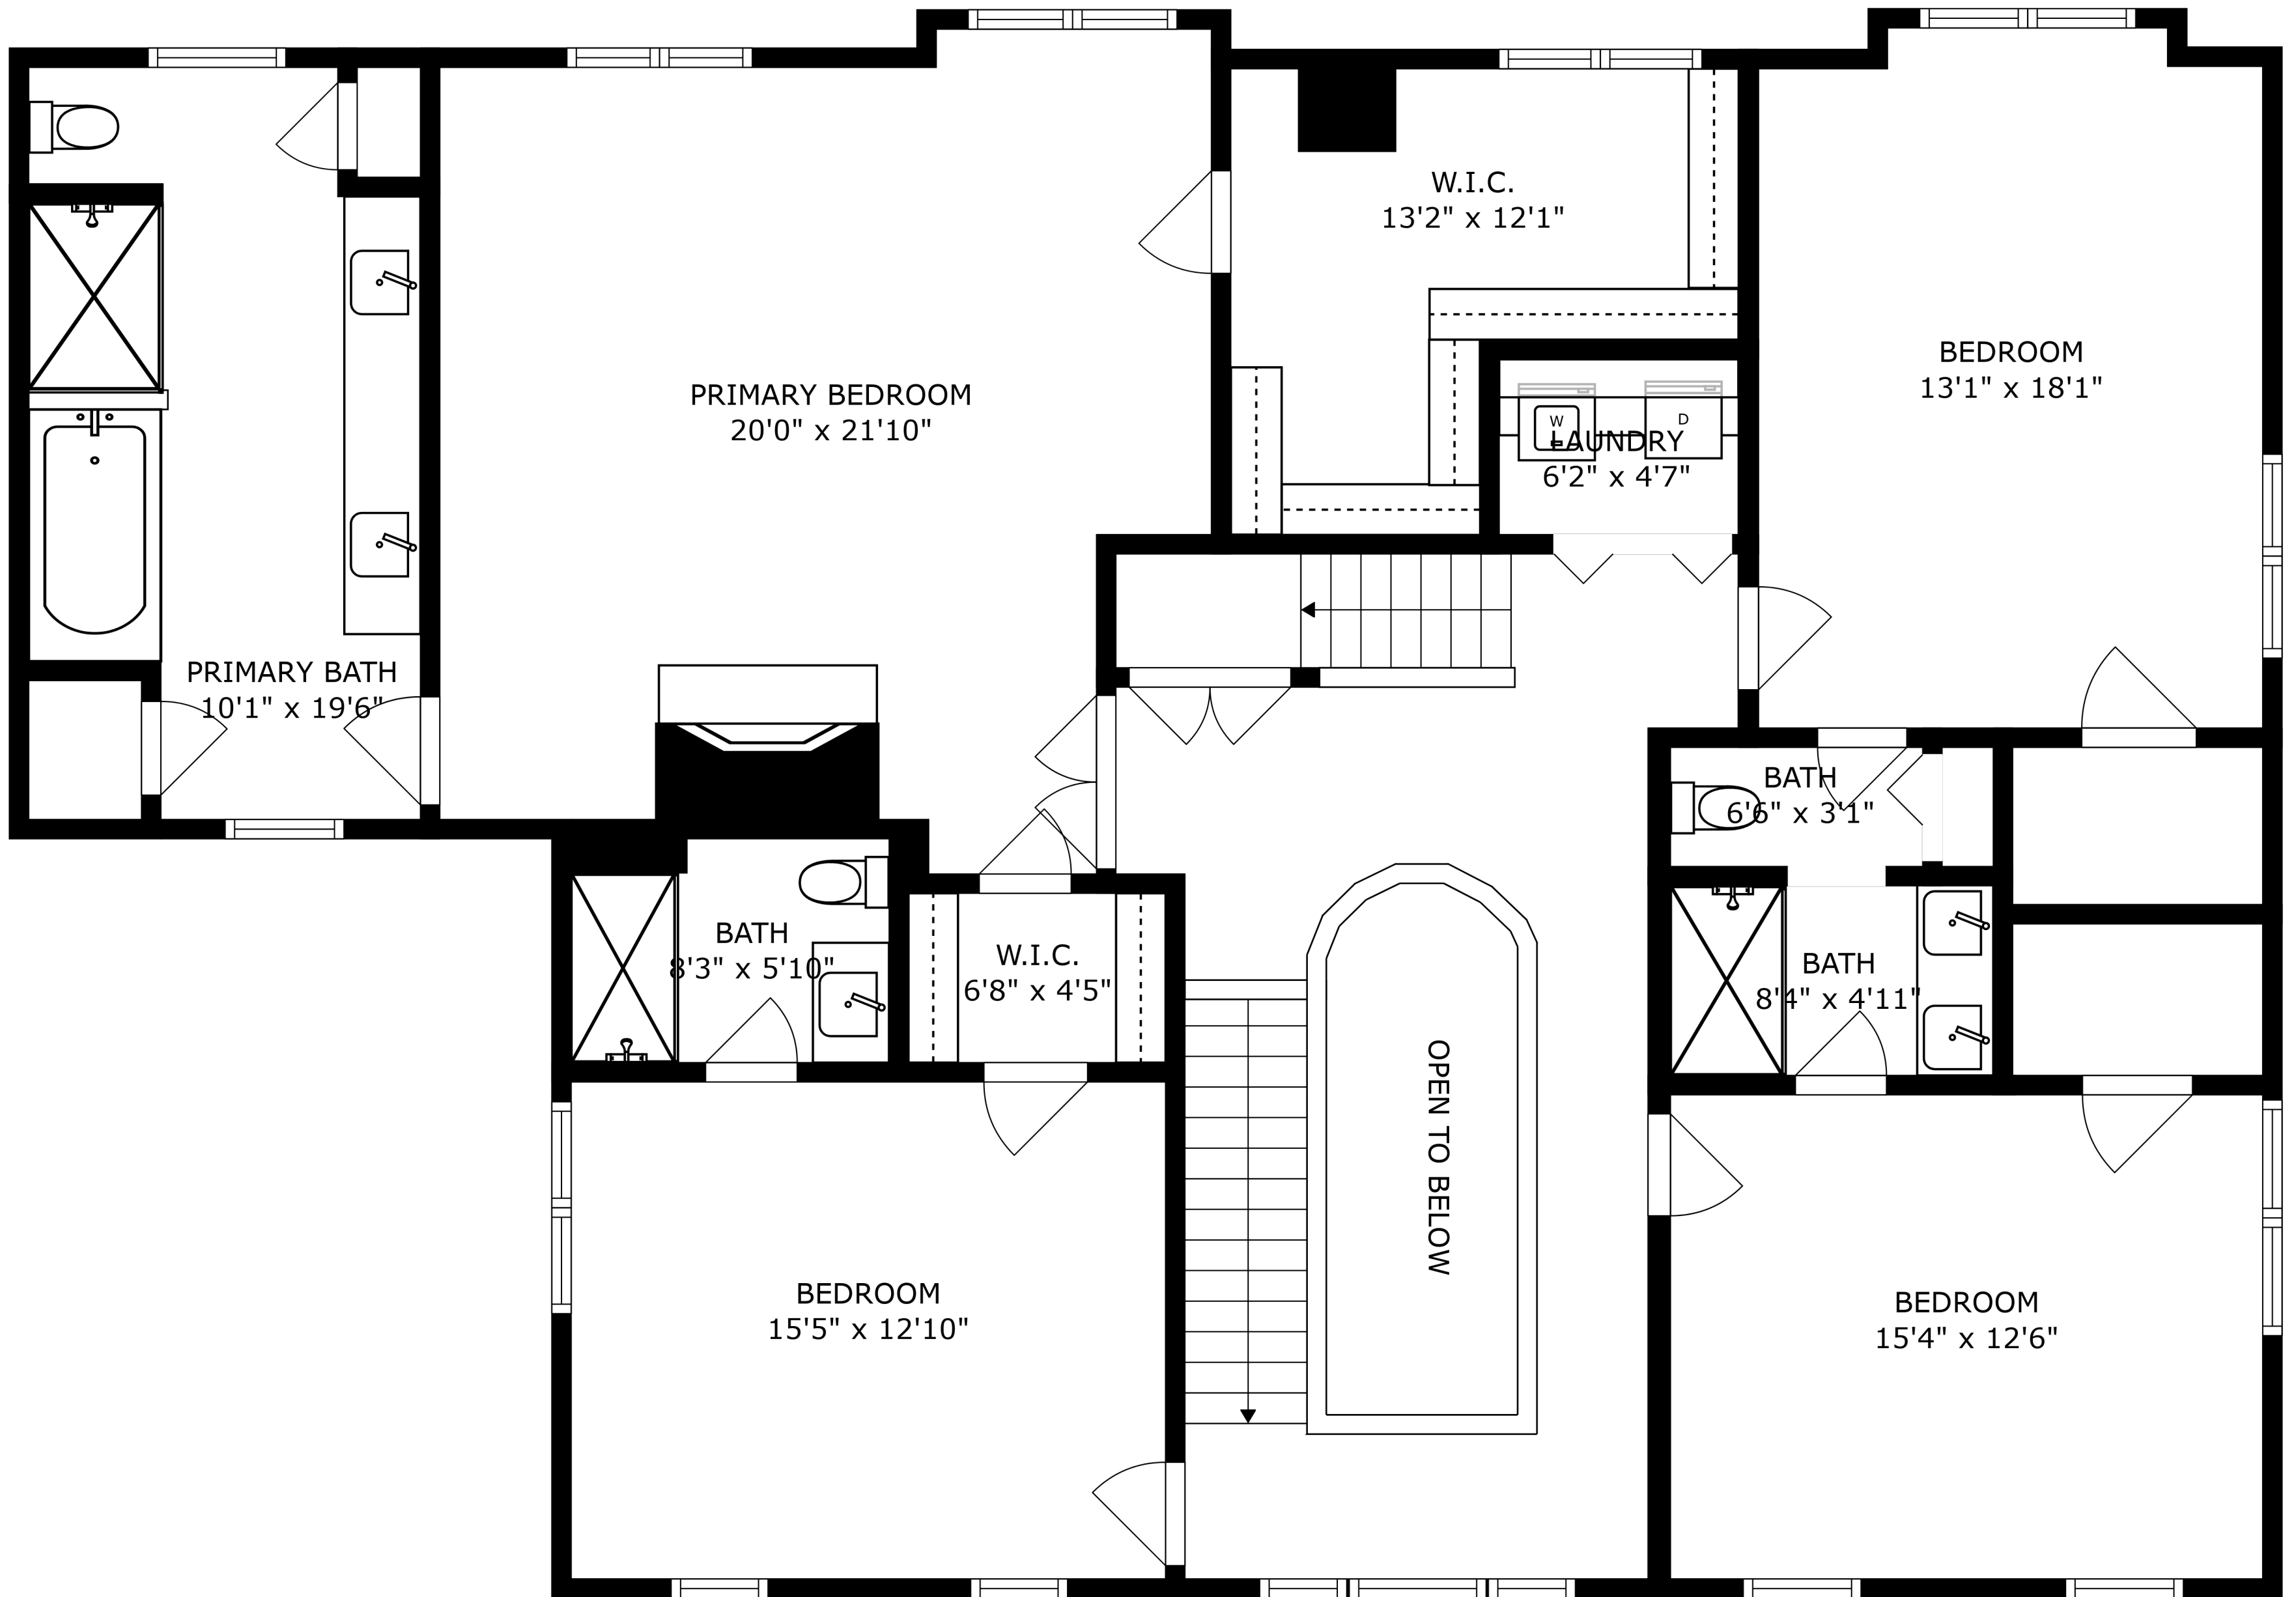 W.I.C.
13'2" x 12'1"
BEDROOM
13'1" x 18'1"
PRIMARY BEDROOM
20'0" x 21'10"
W
D
LAUNDRY
6'2" x 4'7"
PRIMARY BATH
10'1" x 19'6"
BATH
6'6" x 3'1"
BATH
8'3" x 5'10"
W.I.C.
6'8" x 4'5"
BATH
8'4" x 4'11"
OPEN TO BELOW
BEDROOM
15'5" x 12'10"
BEDROOM
15'4" x 12'6"